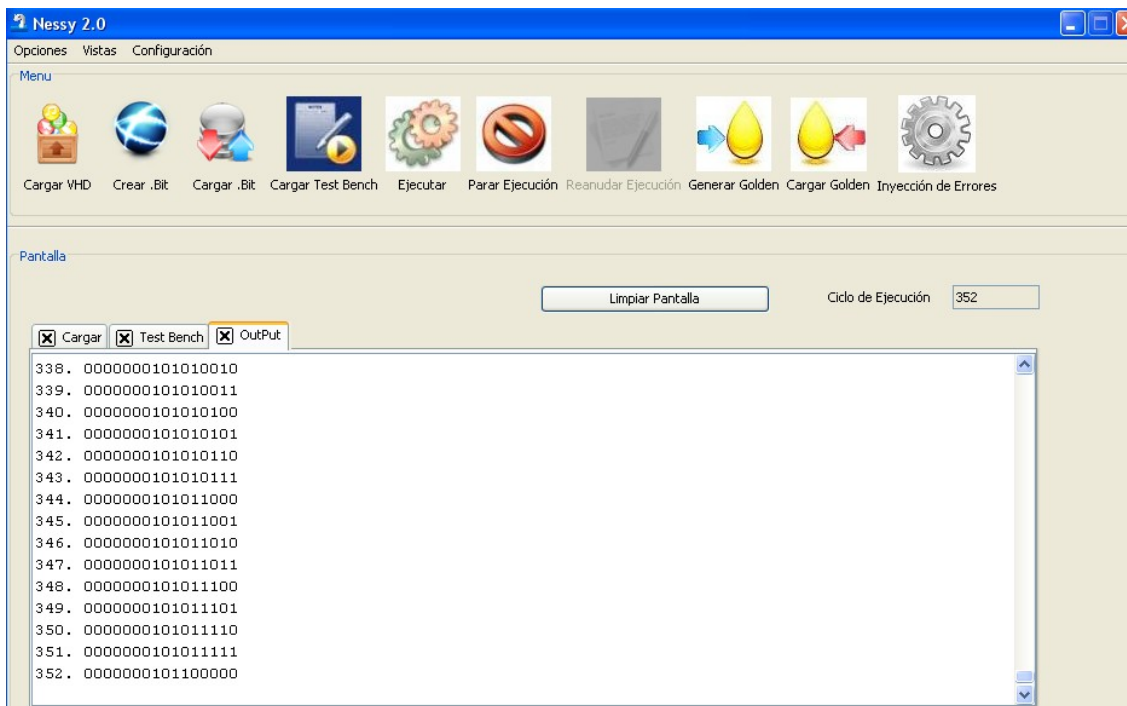 Nessy 2.0
Opciones Vistas Configuración
Menu
Cargar VHD Crear .Bit Cargar .Bit Cargar Test Bench Ejecutar Parar Ejecución Reanudar Ejecución Generar Golden Cargar Golden Inyección de Errores
Pantalla
Limpiar Pantalla Ciclo de Ejecución 352
Cargar Test Bench OutPut
338. 0000000101010010
339. 0000000101010011
340. 0000000101010100
341. 0000000101010101
342. 0000000101010110
343. 0000000101010111
344. 0000000101011000
345. 0000000101011001
346. 0000000101011010
347. 0000000101011011
348. 0000000101011100
349. 0000000101011101
350. 0000000101011110
351. 0000000101011111
352. 0000000101100000